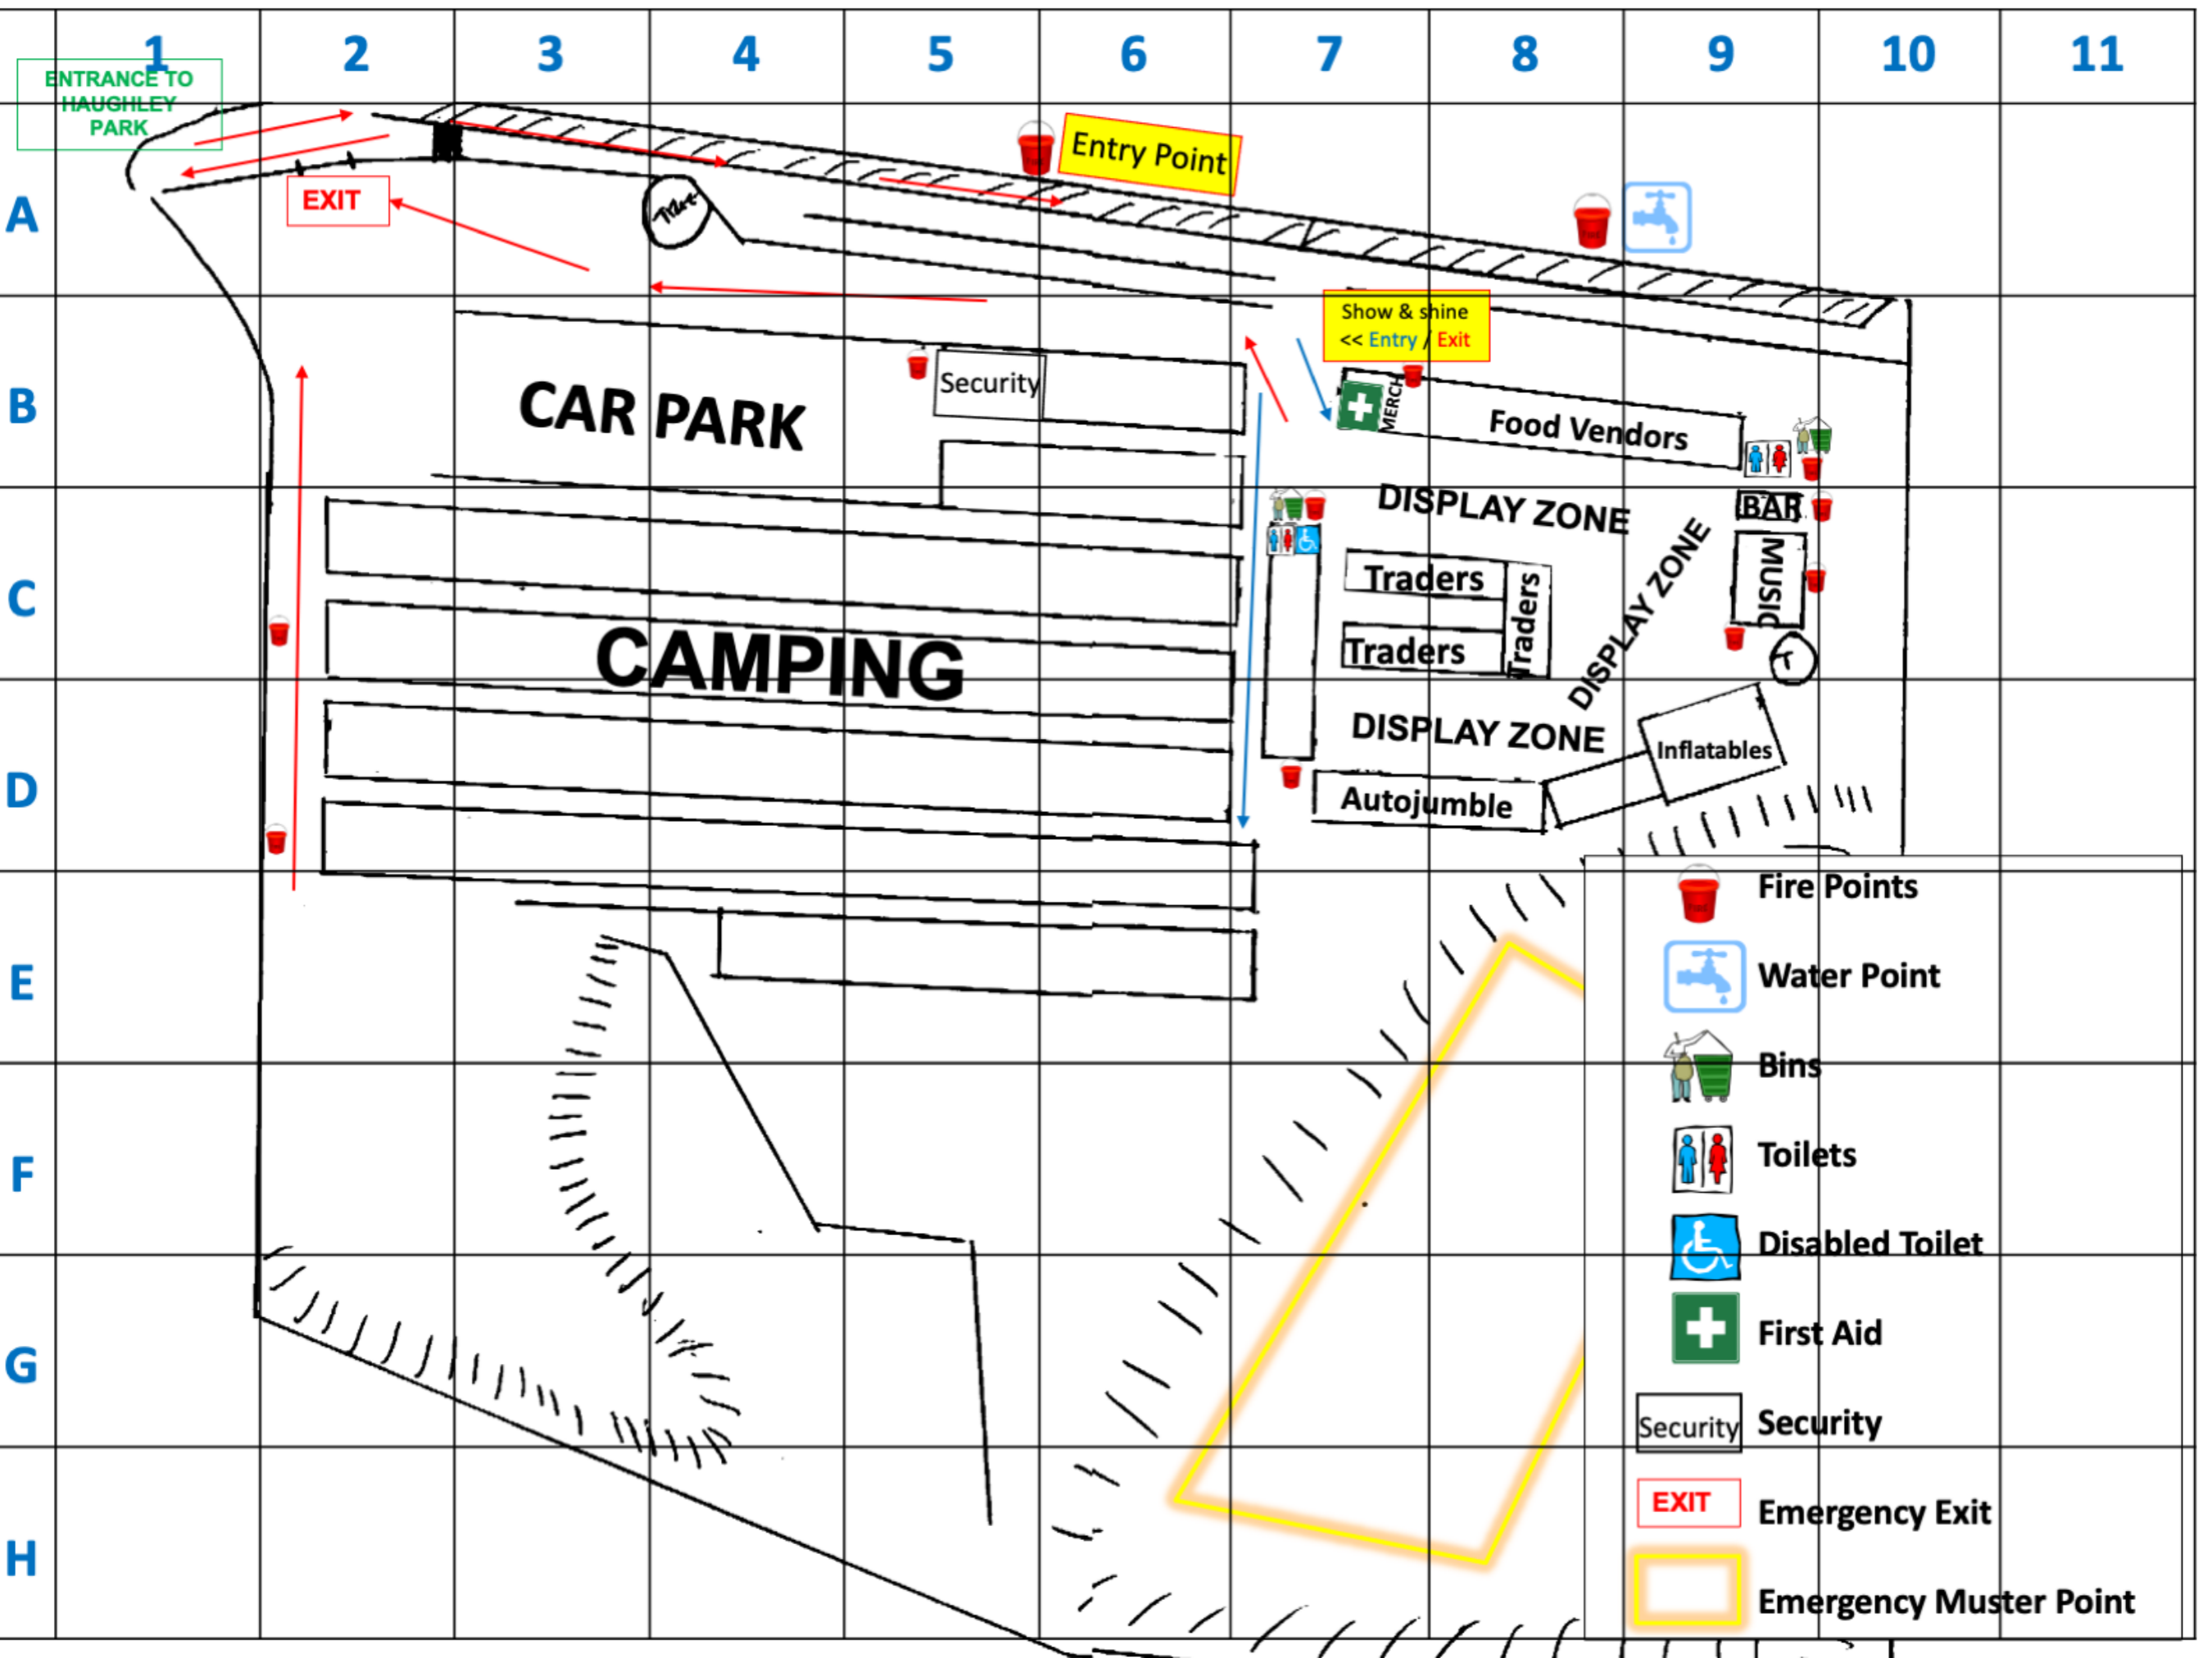 1 2 3 4 5 6 7 8 9 10 11
ENTRANCE TO
HAUGHLEY
PARK
Entry Point
A
EXIT
Show & shine
<< Entry / Exit
B
CAR PARK
Security
MERCH
Food Vendors
DISPLAY ZONE
BAR
C
CAMPING
Traders
Traders
Traders
DISPLAY ZONE
MUSIC
T
DISPLAY ZONE
Inflatables
D
Autojumble
E
F
G
H
Fire Points
Water Point
Bins
Toilets
Disabled Toilet
First Aid
Security Security
EXIT Emergency Exit
Emergency Muster Point